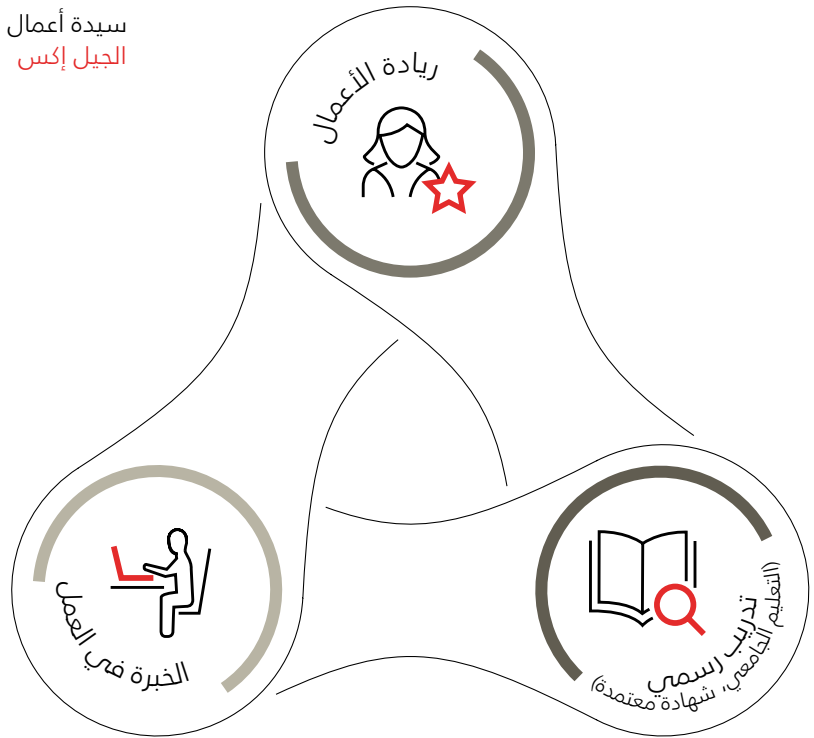 سيدة أعمال
الجيل إكس
ريادة الأعمال
الخبرة في العمل
تدريب رسمي
(التعليم الجامعي، شهادة معتمدة)